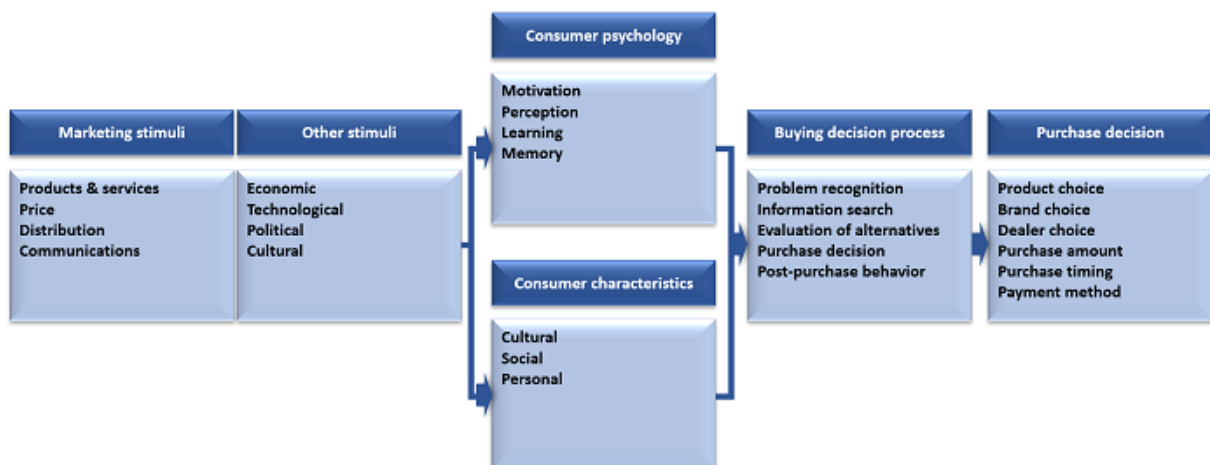 Marketing stimuli
Products & services
Price
Distribution
Communications
Other stimuli
Economic
Technological
Political
Cultural
Consumer psychology
Motivation
Perception
Learning
Memory
Consumer characteristics
Cultural
Social
Personal
Buying decision process
Problem recognition
Information search
Evaluation of alternatives
Purchase decision
Post-purchase behavior
Purchase decision
Product choice
Brand choice
Dealer choice
Purchase amount
Purchase timing
Payment method